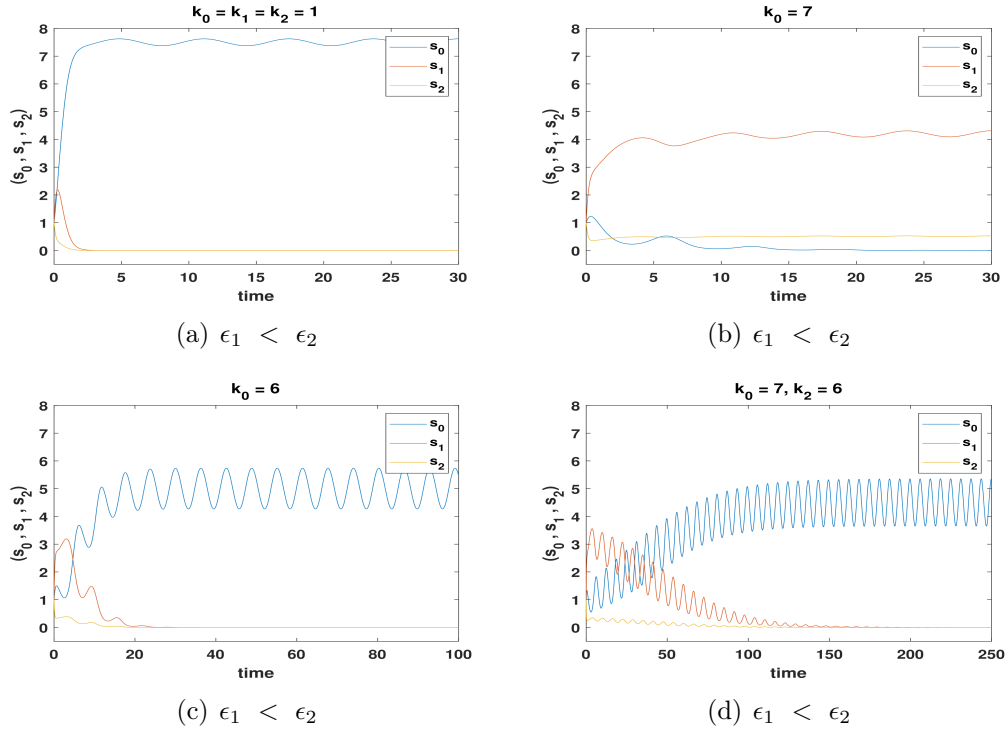 k₀ = k₁ = k₂ = 1
8
7
6
5
4
3
2
1
0
(s₀, s₁, s₂)
s₀
s₁
s₂
0 5 10 15 20 25 30
time
(a) ϵ₁ < ϵ₂
k₀ = 7
8
7
6
5
4
3
2
1
0
(s₀, s₁, s₂)
s₀
s₁
s₂
0 5 10 15 20 25 30
time
(b) ϵ₁ < ϵ₂
k₀ = 6
8
7
6
5
4
3
2
1
0
(s₀, s₁, s₂)
s₀
s₁
s₂
0 20 40 60 80 100
time
(c) ϵ₁ < ϵ₂
k₀ = 7, k₂ = 6
8
7
6
5
4
3
2
1
0
(s₀, s₁, s₂)
s₀
s₁
s₂
0 50 100 150 200 250
time
(d) ϵ₁ < ϵ₂